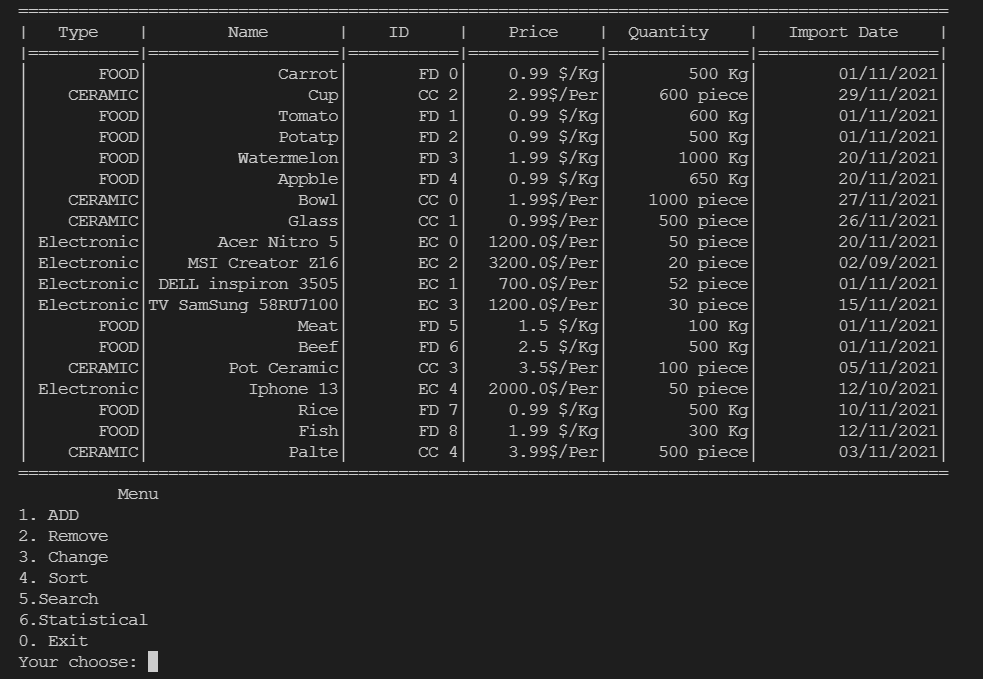 | Type | Name | ID | Price | Quantity | Import Date |
| FOOD| Carrot| FD 0| 0.99 $/Kg| 500 Kg| 01/11/2021|
| CERAMIC| Cup| CC 2| 2.99$/Per| 600 piece| 29/11/2021|
| FOOD| Tomato| FD 1| 0.99 $/Kg| 600 Kg| 01/11/2021|
| FOOD| Potatp| FD 2| 0.99 $/Kg| 500 Kg| 01/11/2021|
| FOOD| Watermelon| FD 3| 1.99 $/Kg| 1000 Kg| 20/11/2021|
| FOOD| Appble| FD 4| 0.99 $/Kg| 650 Kg| 20/11/2021|
| CERAMIC| Bowl| CC 0| 1.99$/Per| 1000 piece| 27/11/2021|
| CERAMIC| Glass| CC 1| 0.99$/Per| 500 piece| 26/11/2021|
| Electronic| Acer Nitro 5| EC 0| 1200.0$/Per| 50 piece| 20/11/2021|
| Electronic| MSI Creator Z16| EC 2| 3200.0$/Per| 20 piece| 02/09/2021|
| Electronic| DELL inspiron 3505| EC 1| 700.0$/Per| 52 piece| 01/11/2021|
| Electronic|TV SamSung 58RU7100| EC 3| 1200.0$/Per| 30 piece| 15/11/2021|
| FOOD| Meat| FD 5| 1.5 $/Kg| 100 Kg| 01/11/2021|
| FOOD| Beef| FD 6| 2.5 $/Kg| 500 Kg| 01/11/2021|
| CERAMIC| Pot Ceramic| CC 3| 3.5$/Per| 100 piece| 05/11/2021|
| Electronic| Iphone 13| EC 4| 2000.0$/Per| 50 piece| 12/10/2021|
| FOOD| Rice| FD 7| 0.99 $/Kg| 500 Kg| 10/11/2021|
| FOOD| Fish| FD 8| 1.99 $/Kg| 300 Kg| 12/11/2021|
| CERAMIC| Palte| CC 4| 3.99$/Per| 500 piece| 03/11/2021|
Menu
1. ADD
2. Remove
3. Change
4. Sort
5.Search
6.Statistical
0. Exit
Your choose: